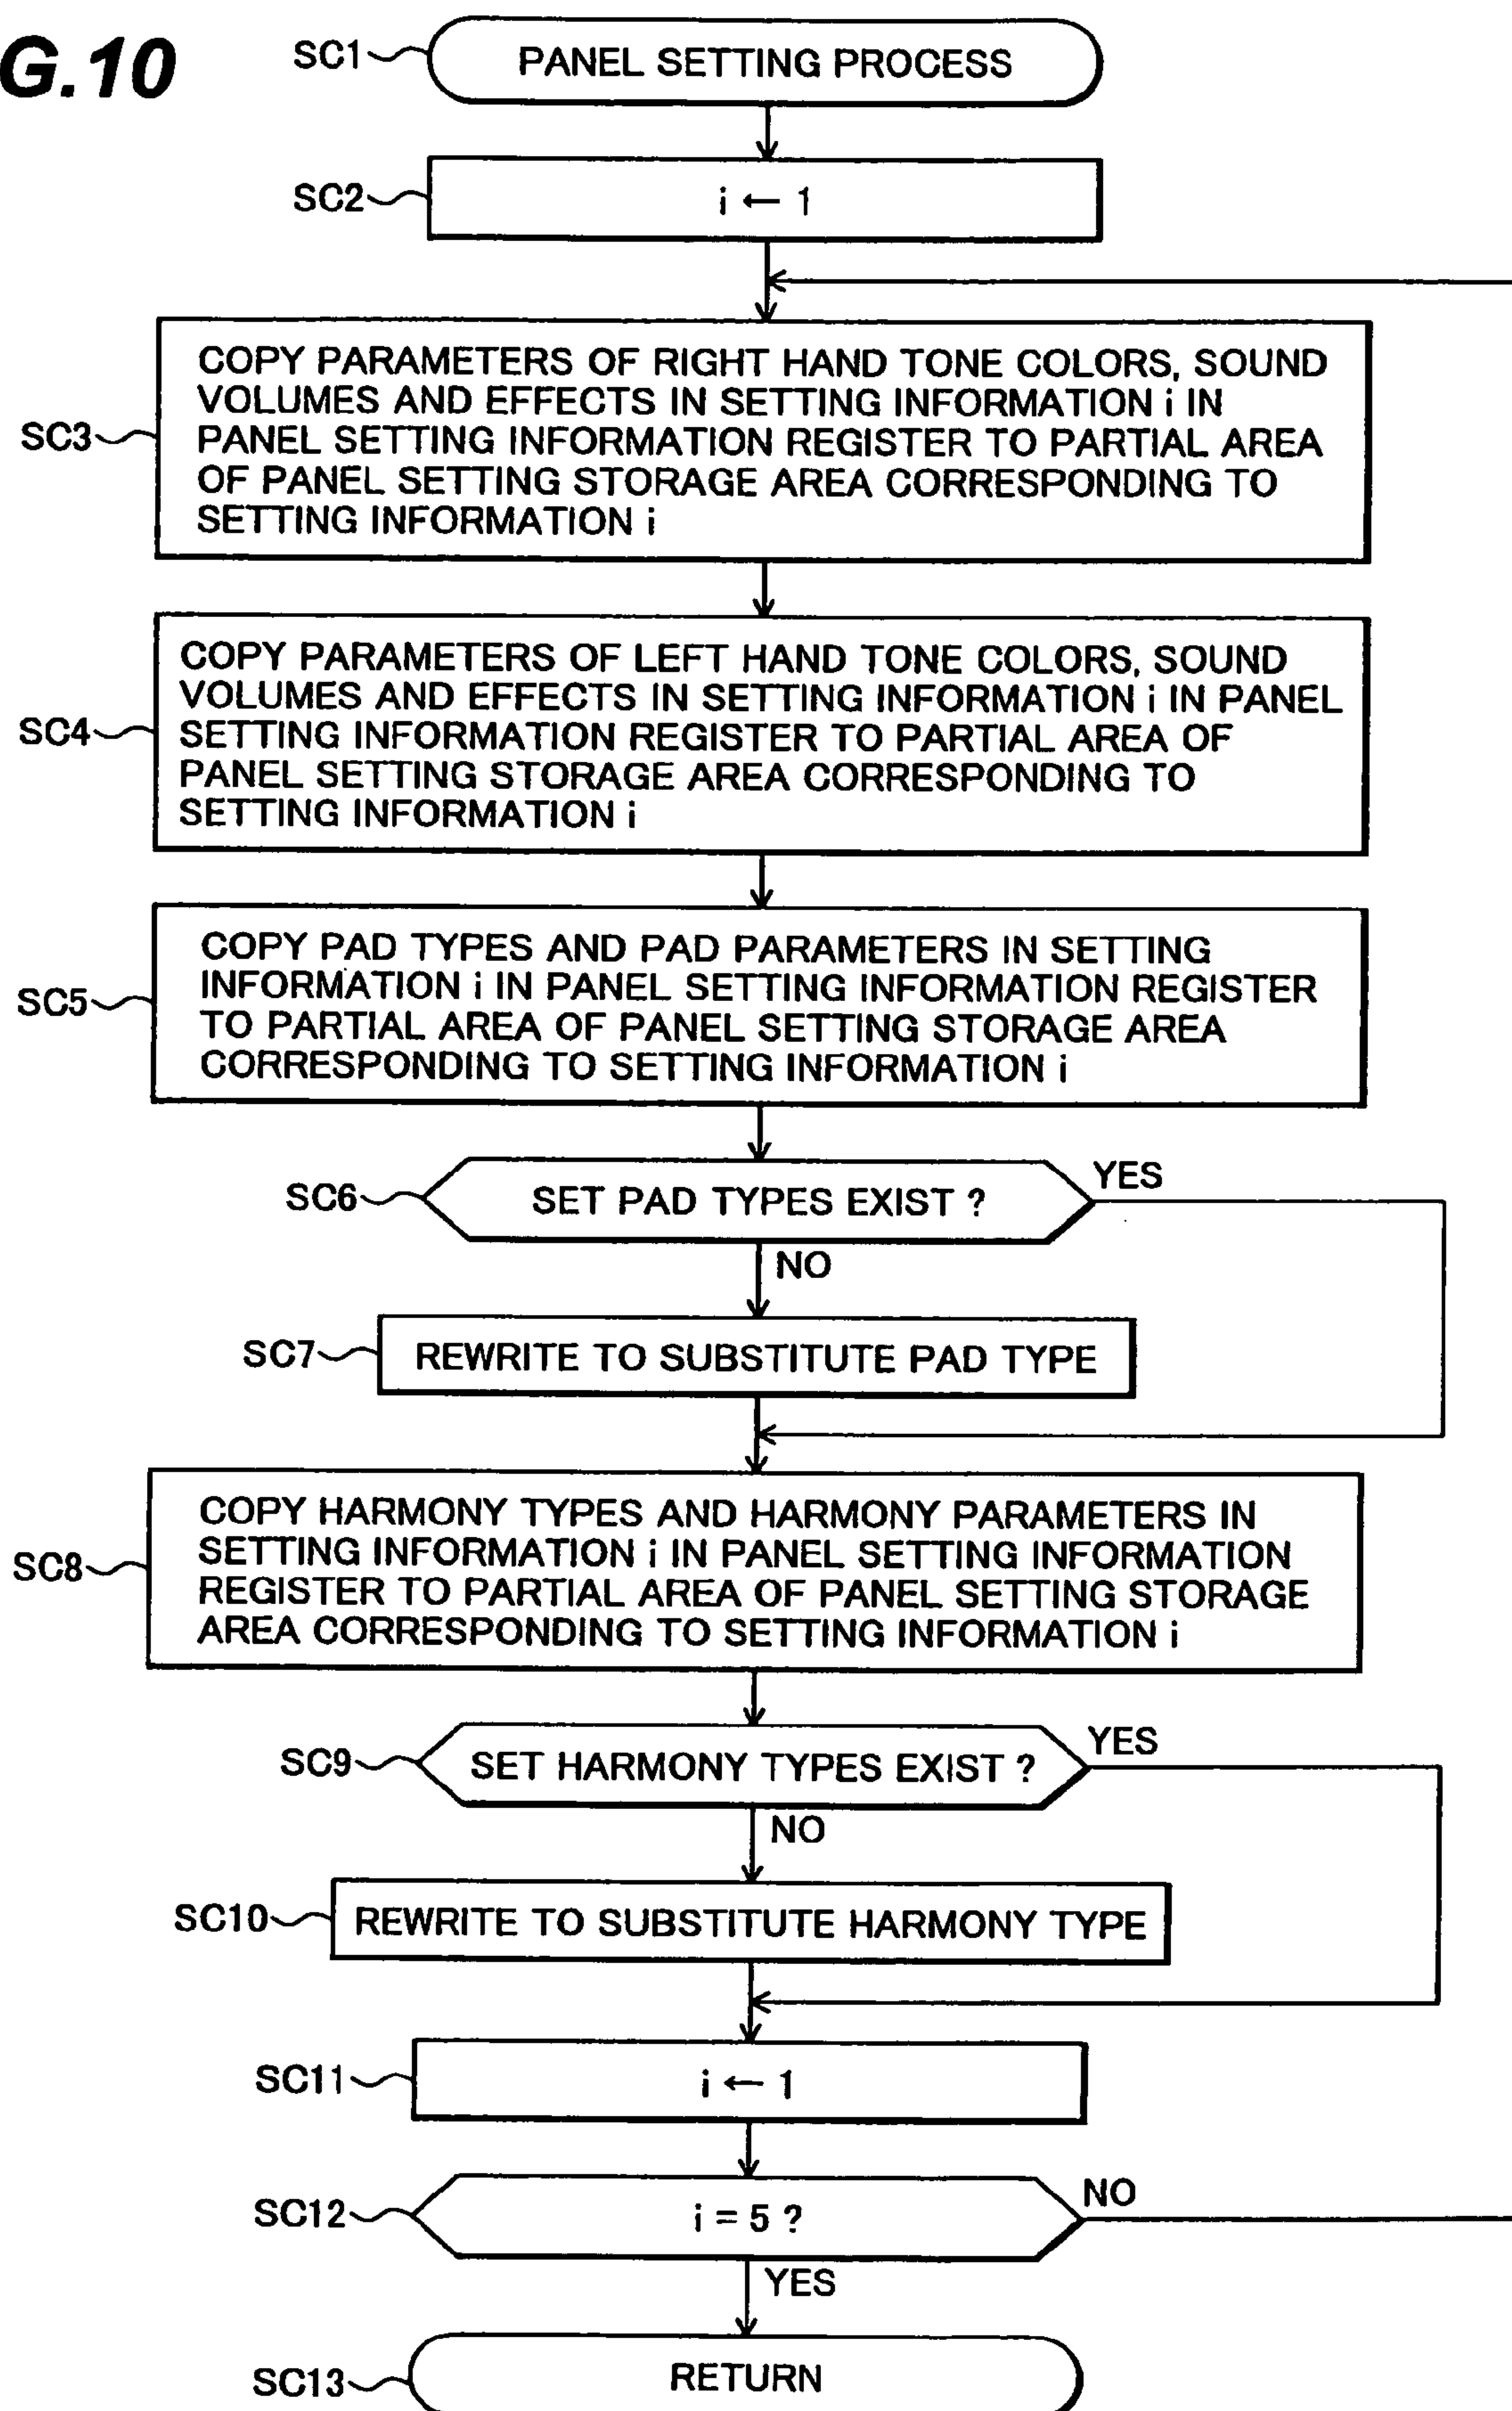 G.10
SC1
PANEL SETTING PROCESS
SC2
i ← 1
SC3
COPY PARAMETERS OF RIGHT HAND TONE COLORS, SOUND
VOLUMES AND EFFECTS IN SETTING INFORMATION i IN
PANEL SETTING INFORMATION REGISTER TO PARTIAL AREA
OF PANEL SETTING STORAGE AREA CORRESPONDING TO
SETTING INFORMATION i
SC4
COPY PARAMETERS OF LEFT HAND TONE COLORS, SOUND
VOLUMES AND EFFECTS IN SETTING INFORMATION i IN PANEL
SETTING INFORMATION REGISTER TO PARTIAL AREA OF
PANEL SETTING STORAGE AREA CORRESPONDING TO
SETTING INFORMATION i
SC5
COPY PAD TYPES AND PAD PARAMETERS IN SETTING
INFORMATION i IN PANEL SETTING INFORMATION REGISTER
TO PARTIAL AREA OF PANEL SETTING STORAGE AREA
CORRESPONDING TO SETTING INFORMATION i
SC6
SET PAD TYPES EXIST ?
YES
NO
SC7
REWRITE TO SUBSTITUTE PAD TYPE
SC8
COPY HARMONY TYPES AND HARMONY PARAMETERS IN
SETTING INFORMATION i IN PANEL SETTING INFORMATION
REGISTER TO PARTIAL AREA OF PANEL SETTING STORAGE
AREA CORRESPONDING TO SETTING INFORMATION i
SC9
SET HARMONY TYPES EXIST ?
YES
NO
SC10
REWRITE TO SUBSTITUTE HARMONY TYPE
SC11
i ← 1
SC12
i = 5 ?
NO
YES
SC13
RETURN